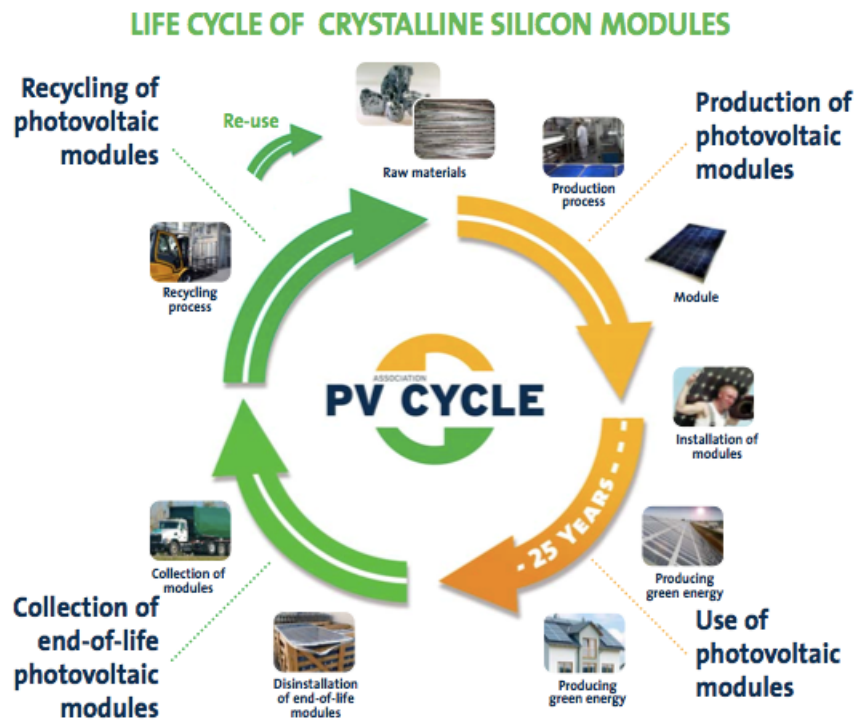 LIFE CYCLE OF CRYSTALLINE SILICON MODULES
Recycling of
photovoltaic
modules
Re-use
Raw materials
Production
process
Production of
photovoltaic
modules
Module
Recycling
process
ASSOCIATION
PV CYCLE
Installation of
modules
- 25 YEARS - - -
Producing
green energy
Use of
photovoltaic
modules
Producing
green energy
Disinstallation
of end-of-life
modules
Collection of
modules
Collection of
end-of-life
photovoltaic
modules